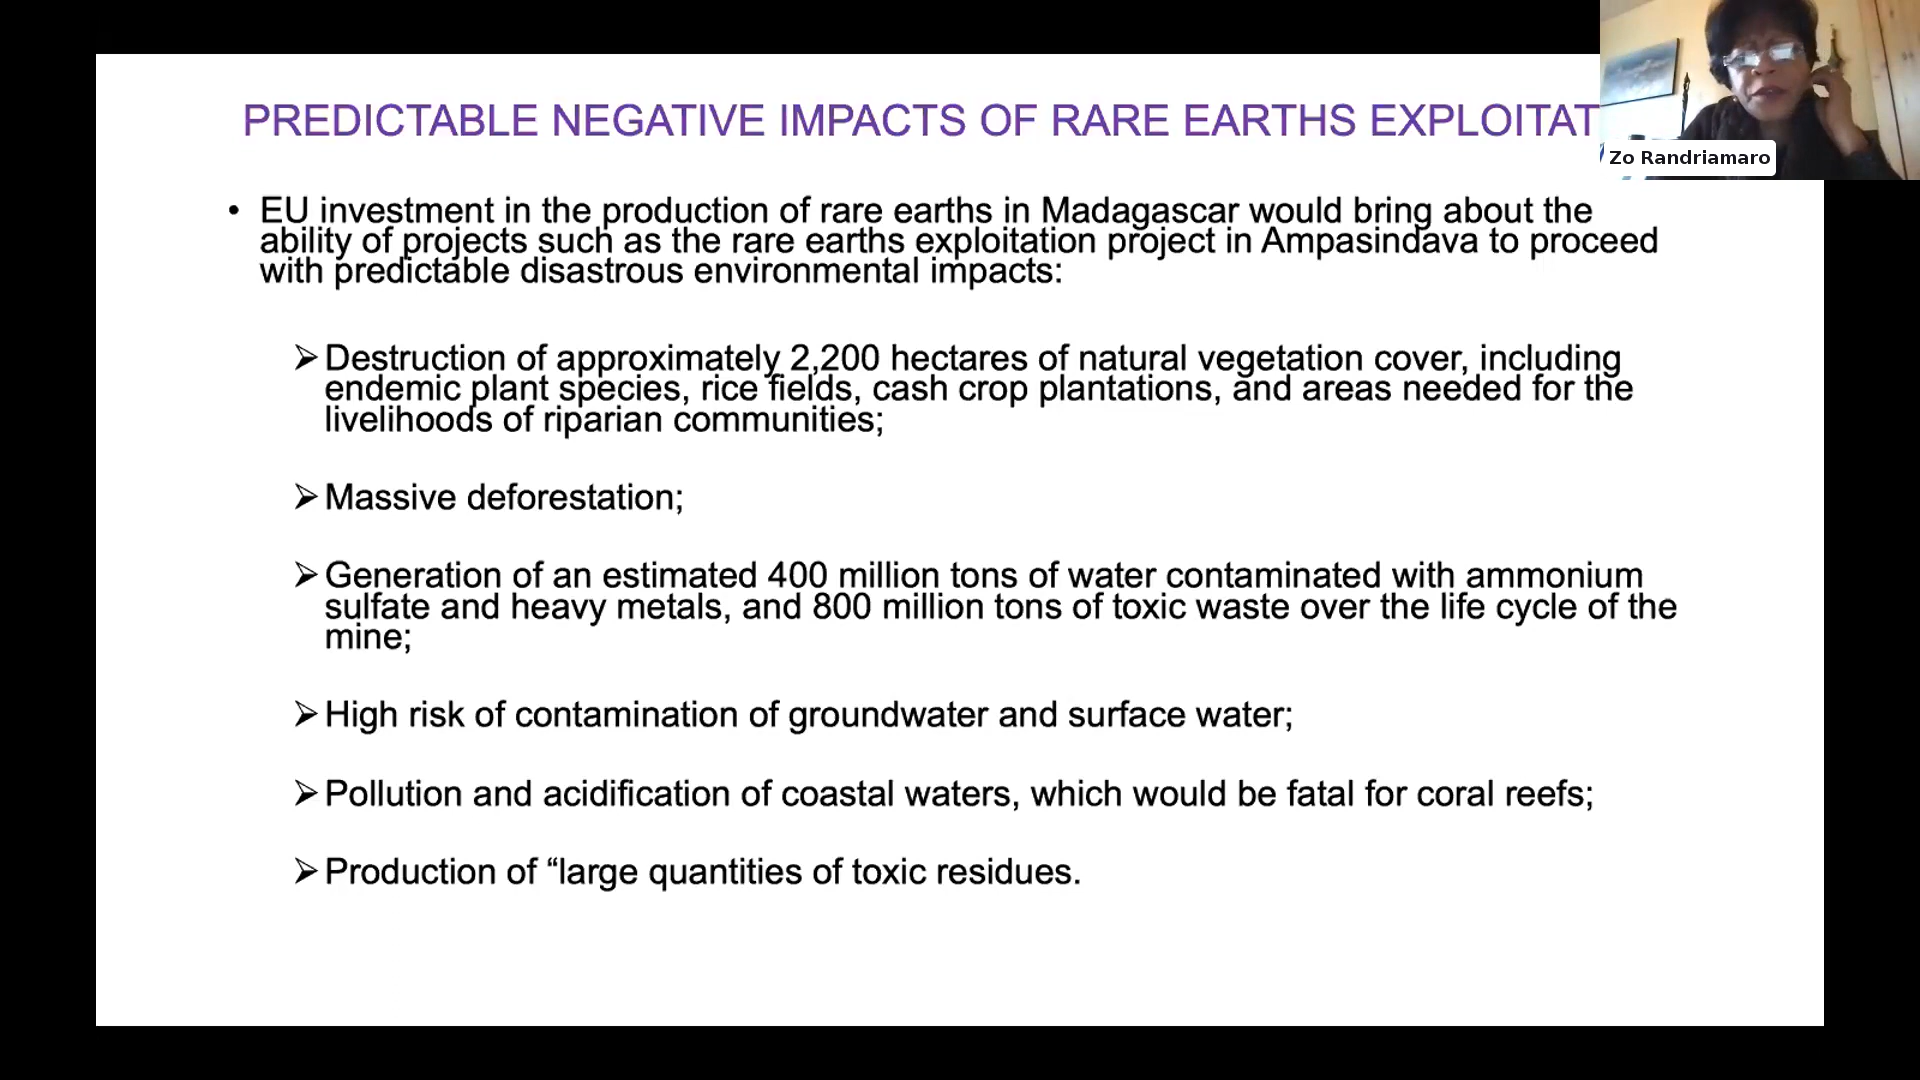 PREDICTABLE NEGATIVE IMPACTS OF RARE EARTHS EXPLOITAT
Zo Randriamaro
• EU investment in the production of rare earths in Madagascar would bring about the
ability of projects such as the rare earths exploitation project in Ampasindava to proceed
with predictable disastrous environmental impacts:
➢ Destruction of approximately 2,200 hectares of natural vegetation cover, including
endemic plant species, rice fields, cash crop plantations, and areas needed for the
livelihoods of riparian communities;
➢ Massive deforestation;
➢ Generation of an estimated 400 million tons of water contaminated with ammonium
sulfate and heavy metals, and 800 million tons of toxic waste over the life cycle of the
mine;
➢ High risk of contamination of groundwater and surface water;
➢ Pollution and acidification of coastal waters, which would be fatal for coral reefs;
➢ Production of “large quantities of toxic residues.